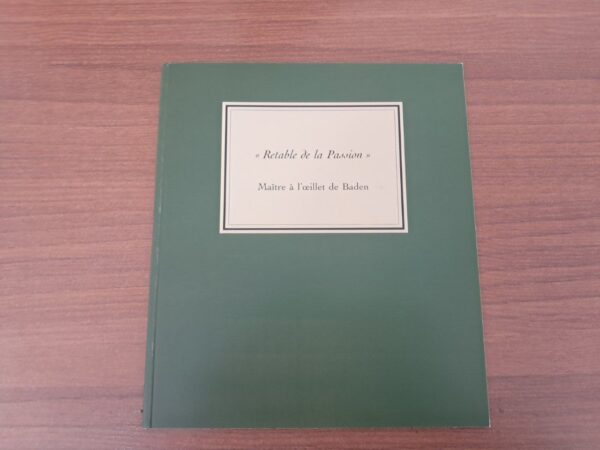 « Retable de la Passion »
Maître à l'œillet de Baden